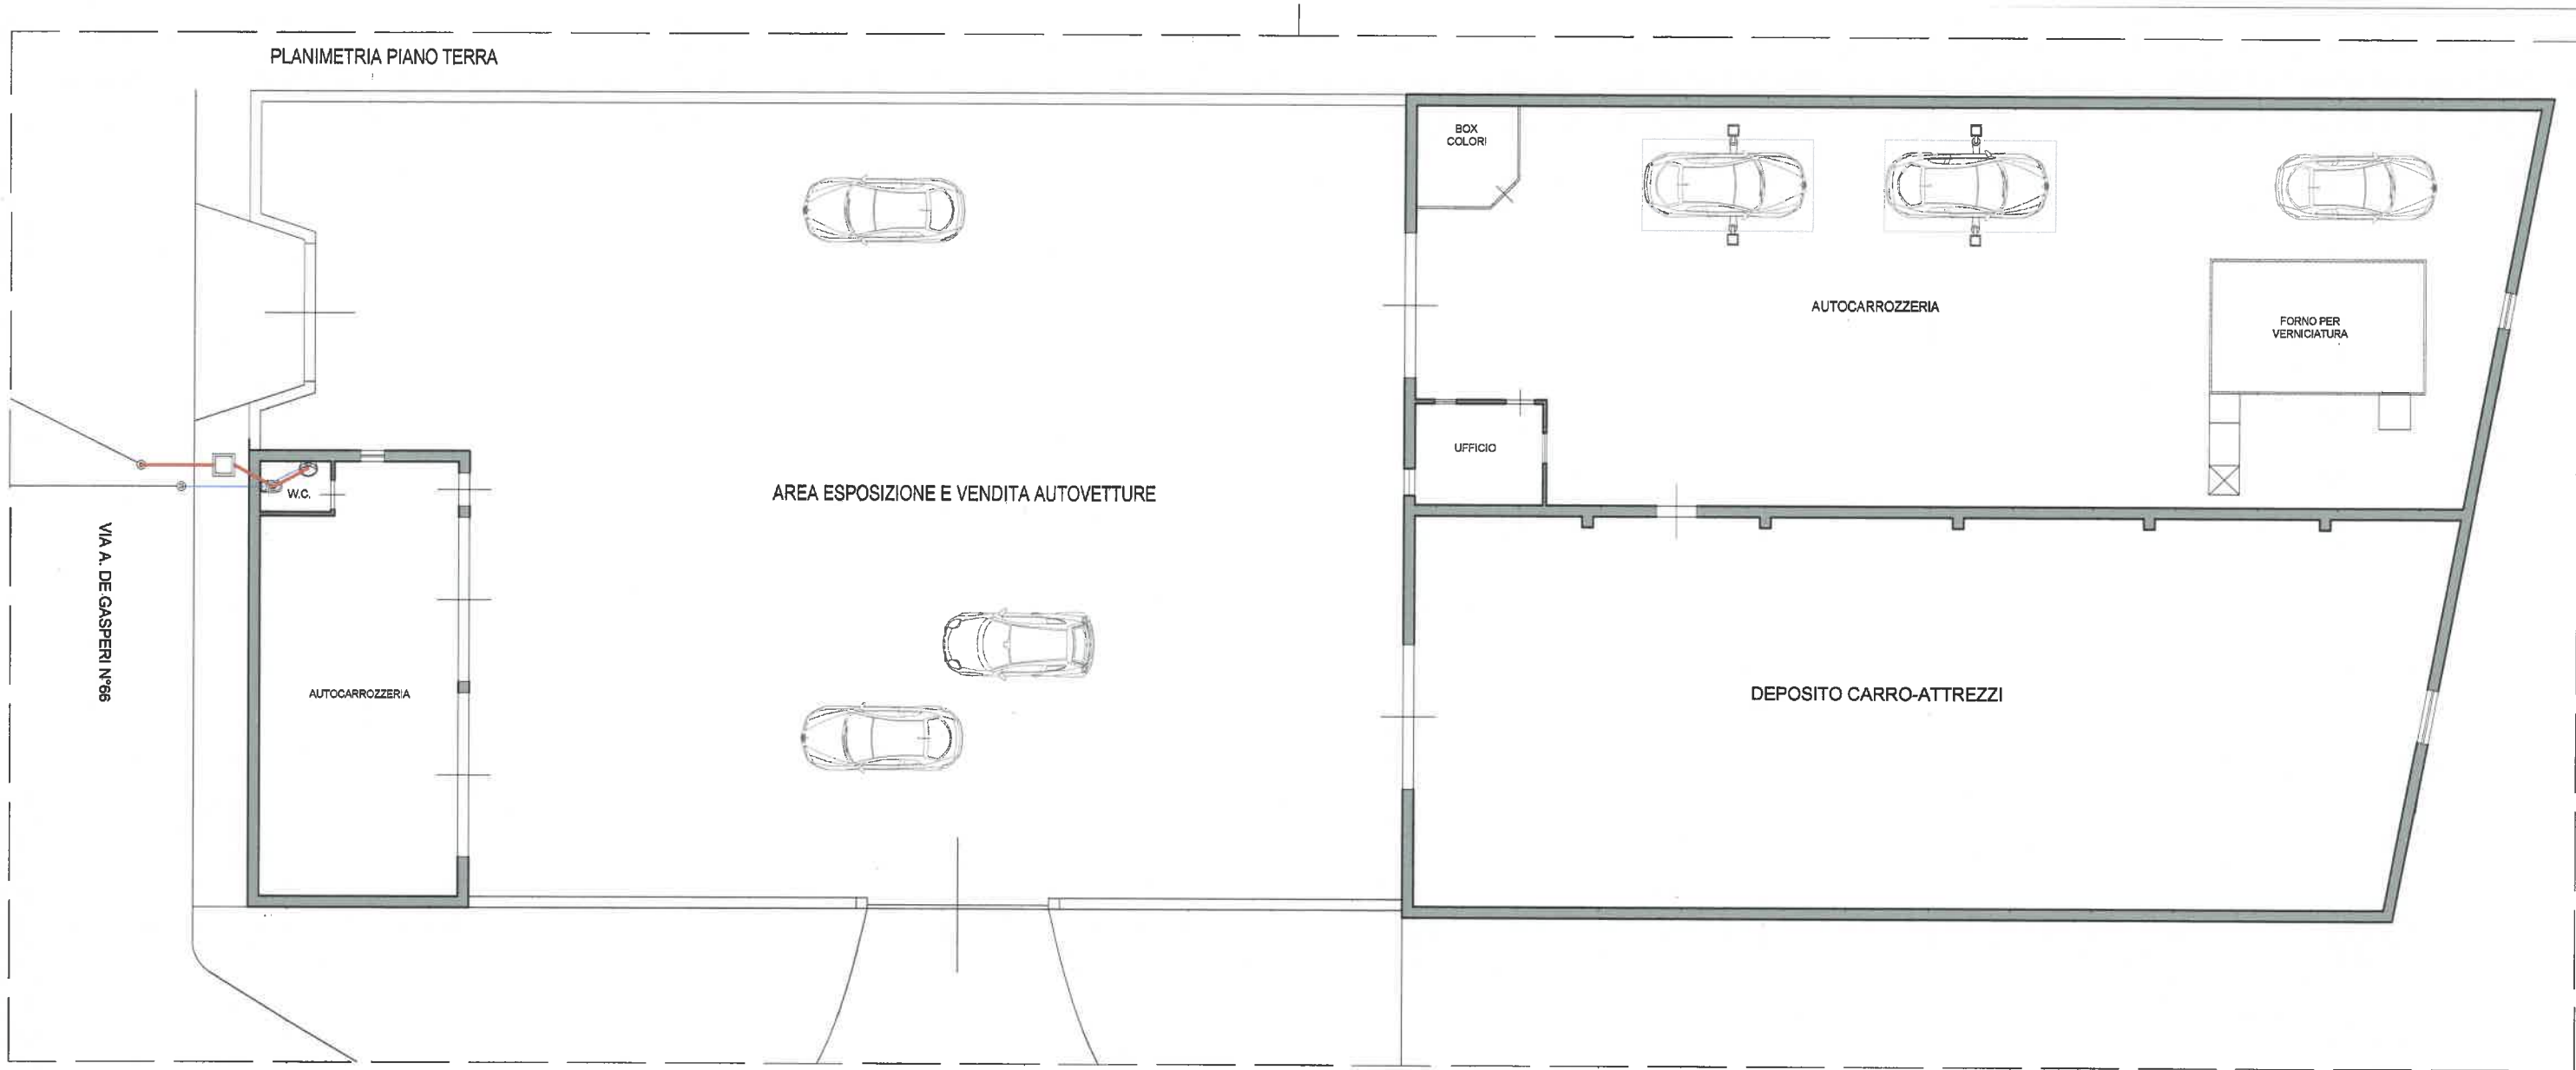 PLANIMETRIA PIANO TERRA
BOX
COLORI
AUTOCARROZZERIA
FORNO PER
VERNICIATURA
UFFICIO
W.C.
AREA ESPOSIZIONE E VENDITA AUTOVETTURE
VIA A. DE GASPERI N°66
AUTOCARROZZERIA
DEPOSITO CARRO-ATTREZZI